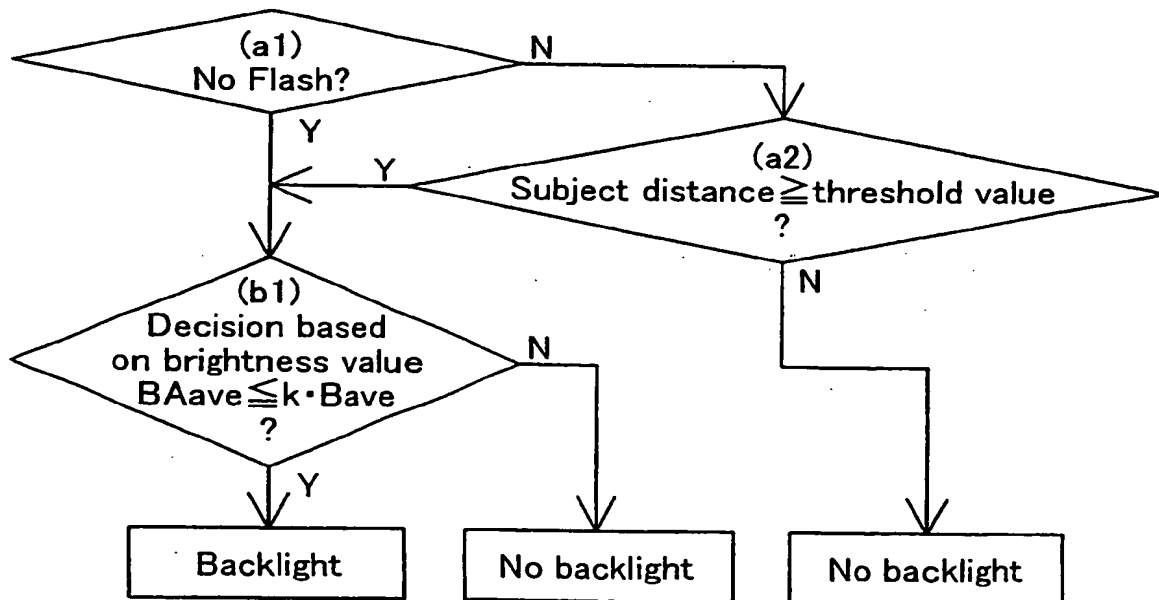 (a1)
No Flash?
N
Y
(a2)
Subject distance≧threshold value
?
Y
N
(b1)
Decision based
on brightness value
BAave≦k·Bave
?
N
Y
Backlight
No backlight
No backlight